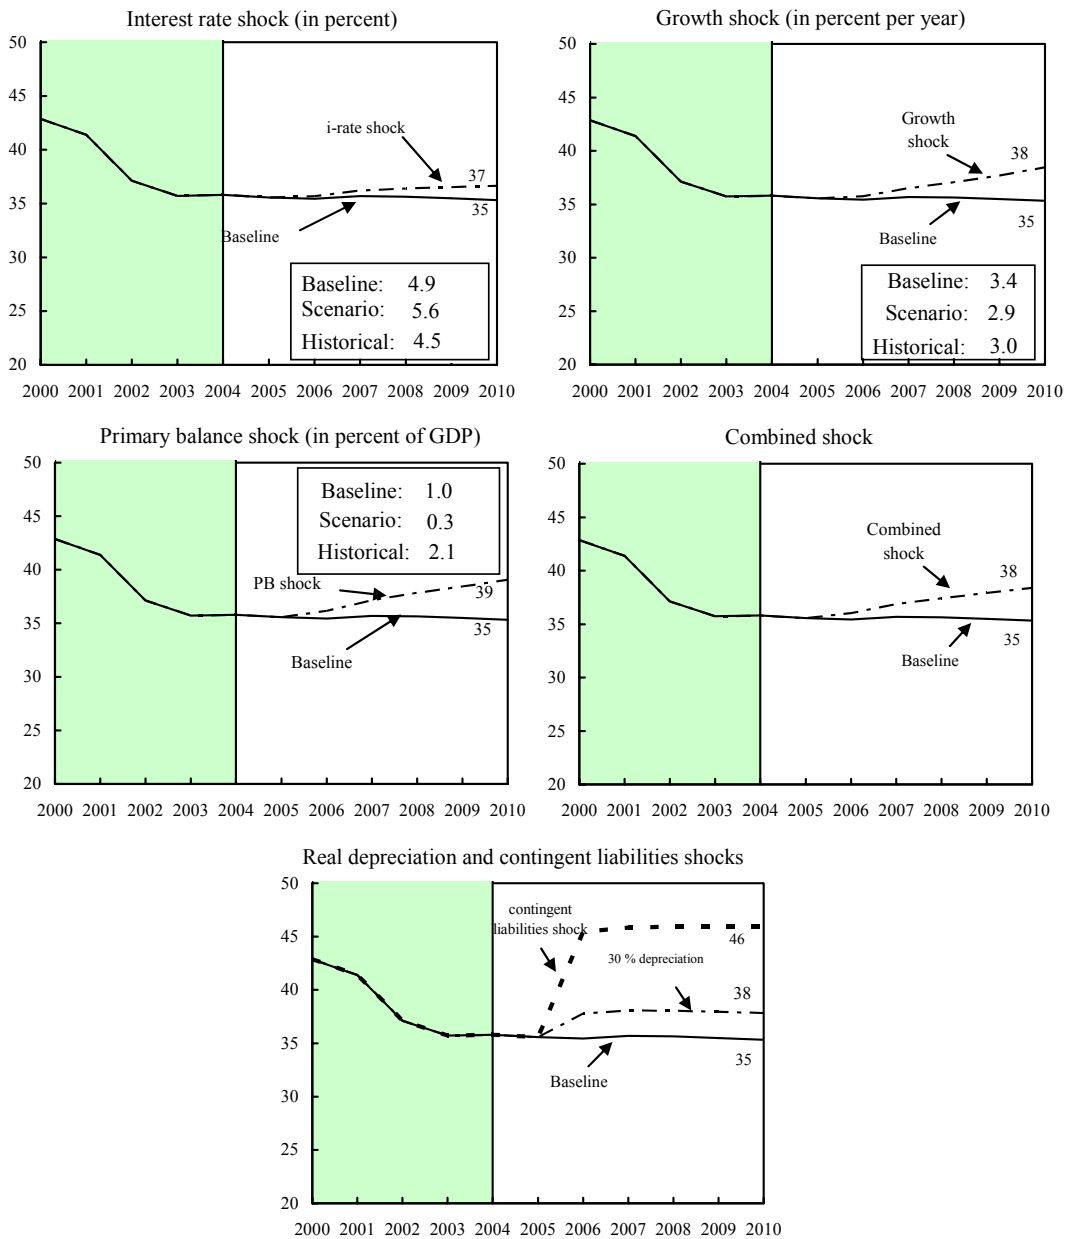 Interest rate shock (in percent)
50
45
40
35
30
25
20
i-rate shock
37
35
Baseline
Baseline: 4.9
Scenario: 5.6
Historical: 4.5
2000 2001 2002 2003 2004 2005 2006 2007 2008 2009 2010
Growth shock (in percent per year)
50
45
40
35
30
25
20
Growth
shock
38
35
Baseline
Baseline: 3.4
Scenario: 2.9
Historical: 3.0
2000 2001 2002 2003 2004 2005 2006 2007 2008 2009 2010
Primary balance shock (in percent of GDP)
50
45
40
35
30
25
20
Baseline: 1.0
Scenario: 0.3
Historical: 2.1
PB shock
39
35
Baseline
2000 2001 2002 2003 2004 2005 2006 2007 2008 2009 2010
Combined shock
50
45
40
35
30
25
20
Combined
shock
38
Baseline
35
2000 2001 2002 2003 2004 2005 2006 2007 2008 2009 2010
Real depreciation and contingent liabilities shocks
50
45
40
35
30
25
20
contingent
liabilities shock
46
30 % depreciation
38
35
Baseline
2000 2001 2002 2003 2004 2005 2006 2007 2008 2009 2010